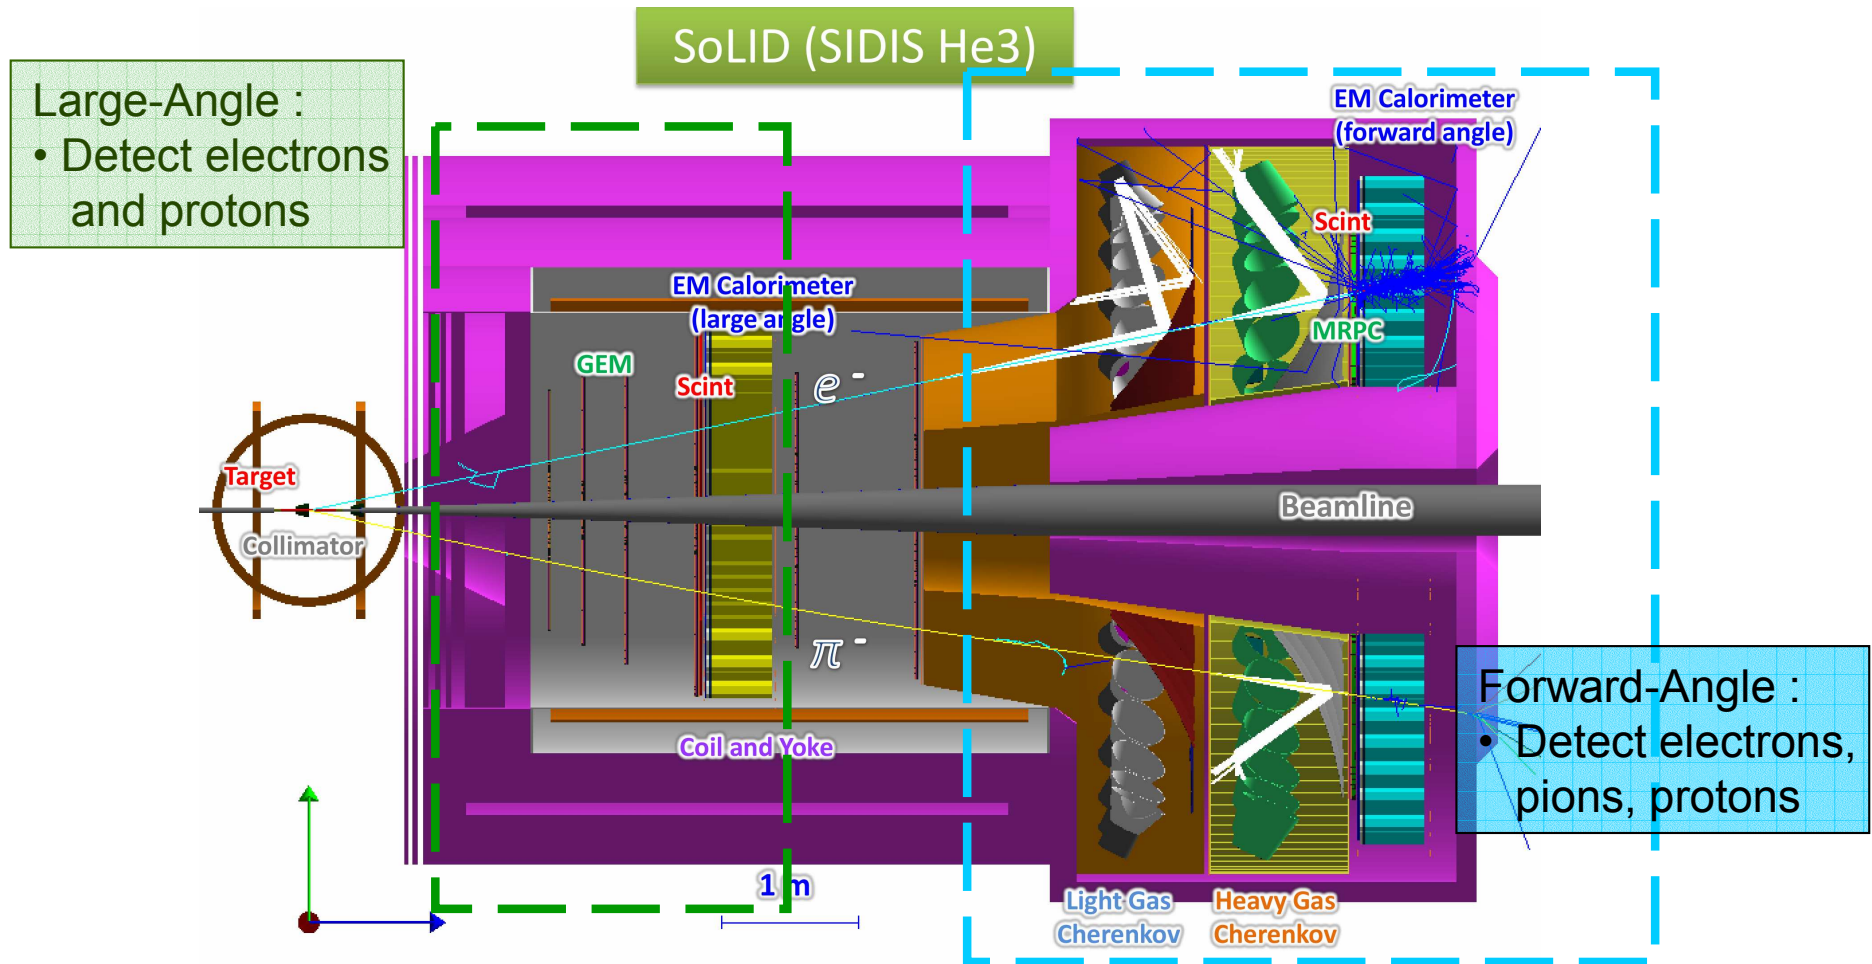 SoLID (SIDIS He3)
Large-Angle :
• Detect electrons
and protons
EM Calorimeter
(forward angle)
Scint
EM Calorimeter
(large angle)
MRPC
GEM
Scint
e -
Target
Beamline
Collimator
π -
Forward-Angle :
• Detect electrons,
pions, protons
Coil and Yoke
1 m
Light Gas
Cherenkov
Heavy Gas
Cherenkov